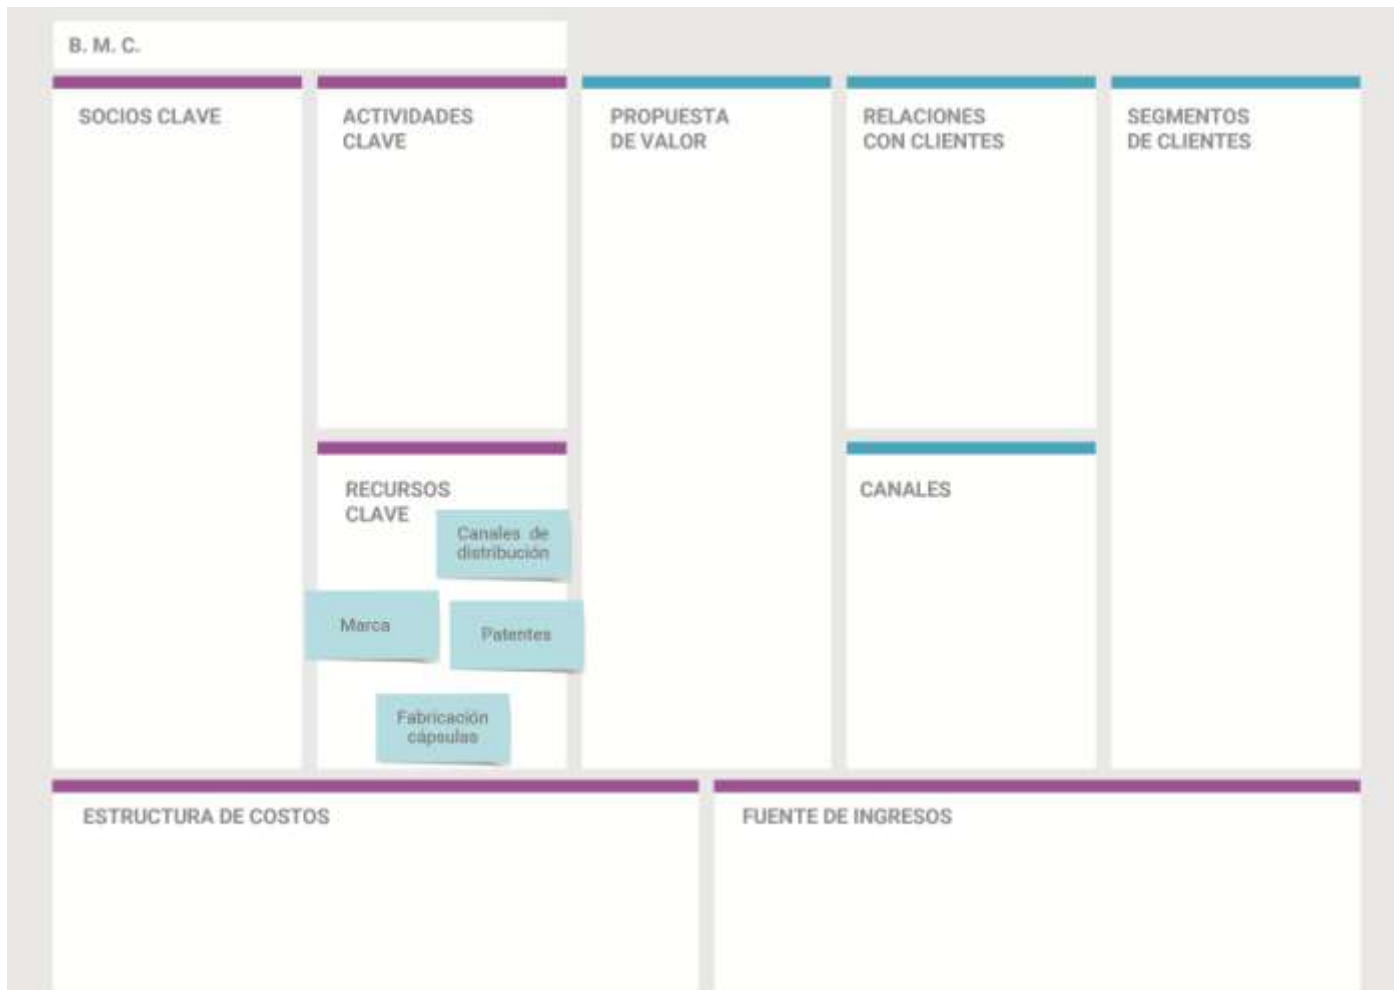 B. M. C.
SOCIOS CLAVE
ACTIVIDADES
CLAVE
PROPUESTA
DE VALOR
RELACIONES
CON CLIENTES
SEGMENTOS
DE CLIENTES
RECURSOS
CLAVE
Canales de
distribución
Marca
Patentes
Fabricación
cápsulas
CANALES
ESTRUCTURA DE COSTOS
FUENTE DE INGRESOS